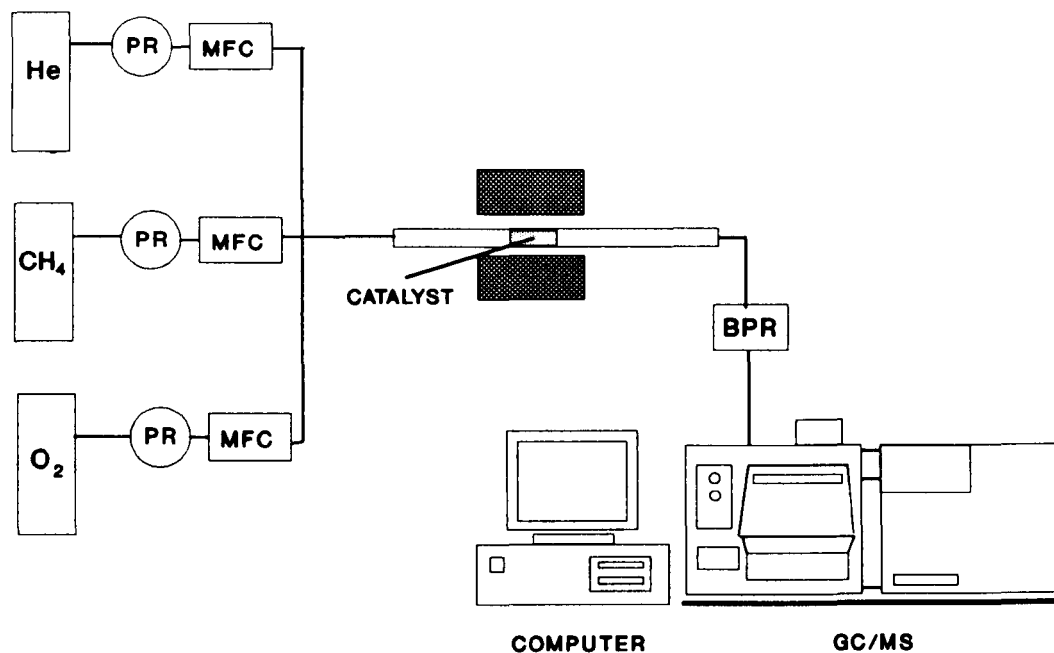 He
PR
MFC
CH₄
PR
MFC
CATALYST
BPR
O₂
PR
MFC
COMPUTER
GC/MS